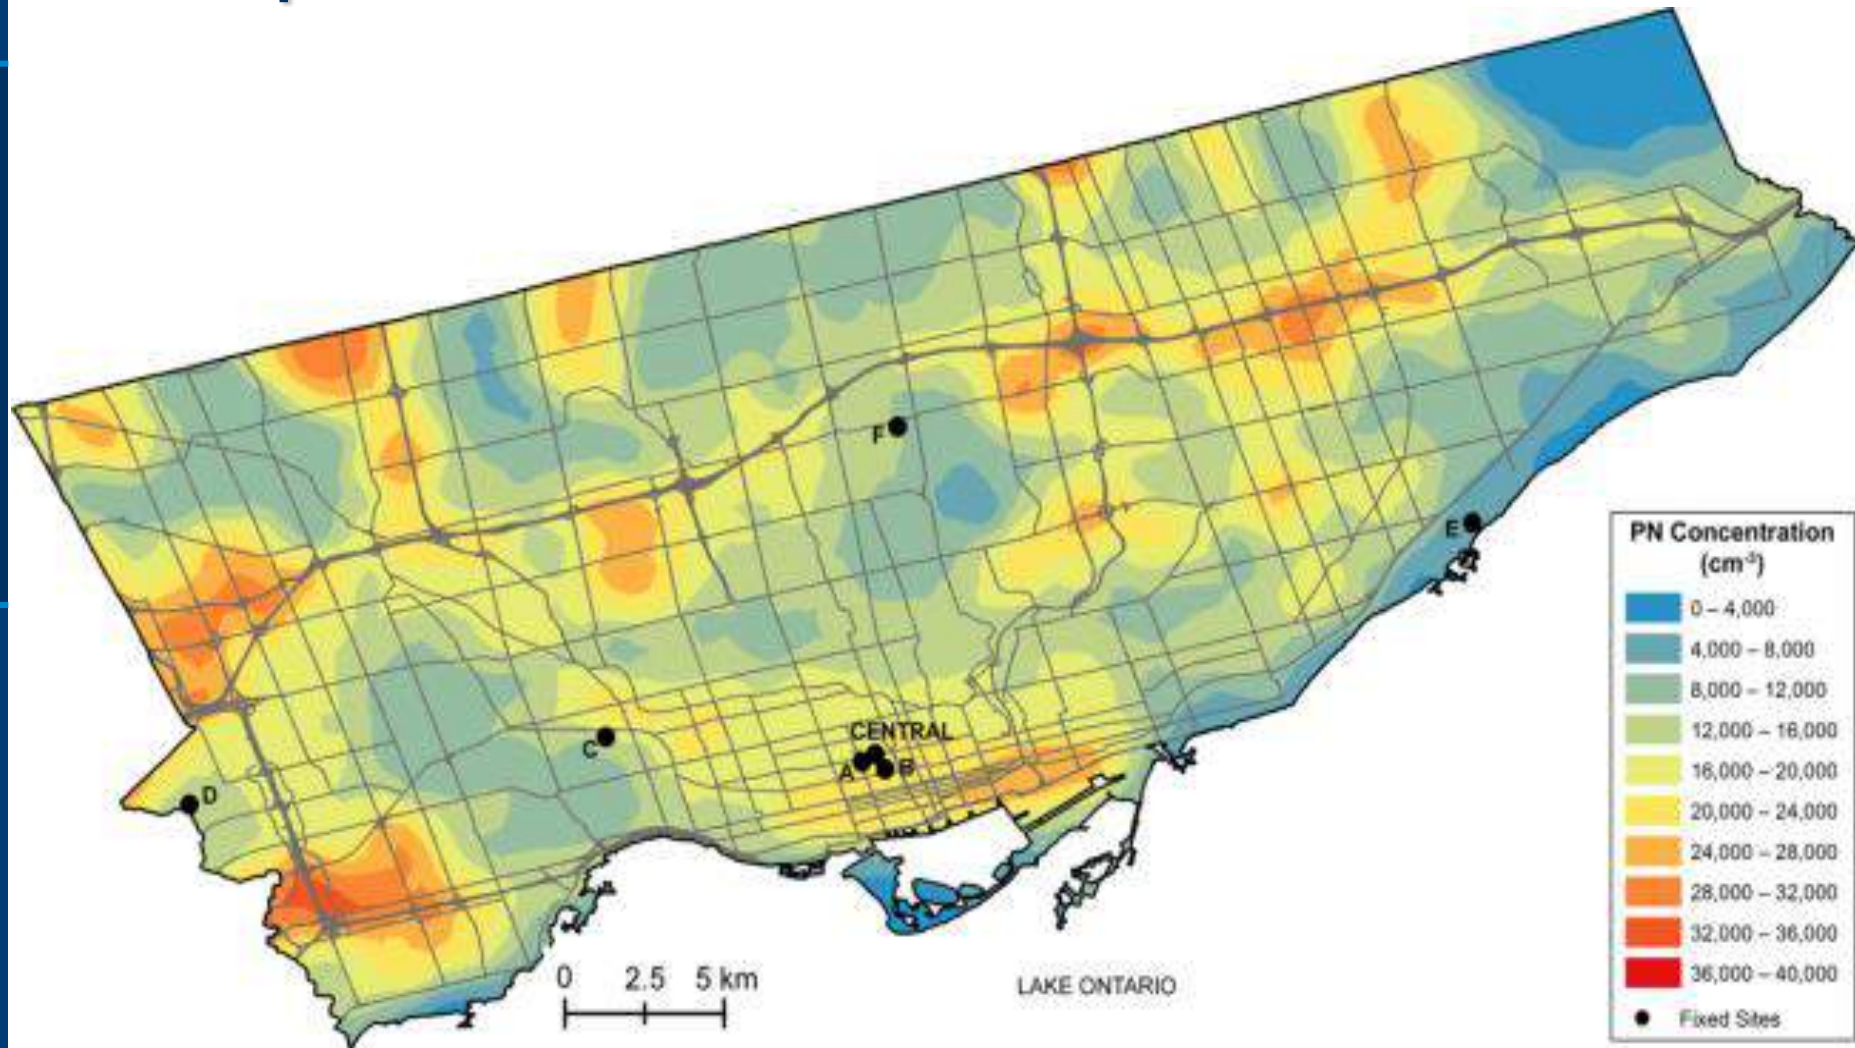 F
E
CENTRAL
A
B
C
D
0 2.5 5 km
LAKE ONTARIO
PN Concentration
(cm⁻³)
0 – 4,000
4,000 – 8,000
8,000 – 12,000
12,000 – 16,000
16,000 – 20,000
20,000 – 24,000
24,000 – 28,000
28,000 – 32,000
32,000 – 36,000
36,000 – 40,000
Fixed Sites